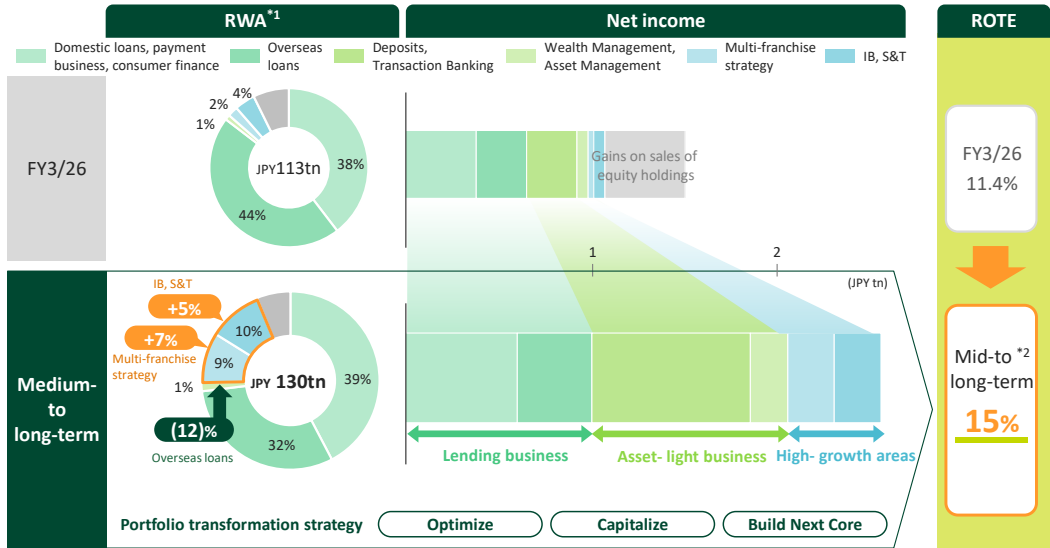 RWA*1
Net income
ROTE
Domestic loans, payment
business, consumer finance
Overseas
loans
Deposits,
Transaction Banking
Wealth Management,
Asset Management
Multi-franchise
strategy
IB, S&T
FY3/26
4%
2%
1%
38%
JPY113tn
44%
Gains on sales of
equity holdings
FY3/26
11.4%
1
2
(JPY tn)
Medium-
to
long-term
IB, S&T
+5%
+7%
Multi-franchise
strategy
10%
9%
1%
JPY 130tn
39%
(12)%
Overseas loans
32%
Lending business
Asset- light business
High- growth areas
Mid-to *2
long-term
15%
Portfolio transformation strategy
Optimize
Capitalize
Build Next Core